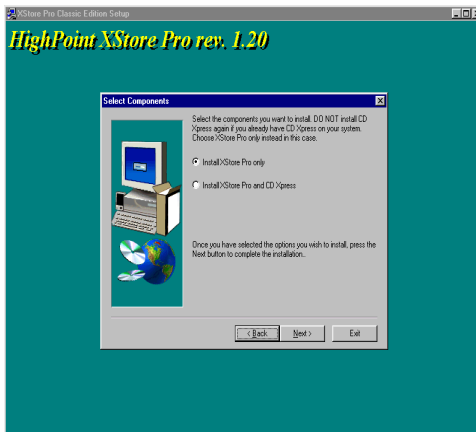 XStore Pro Classic Edition Setup
HighPoint XStore Pro rev. 1.20
Select Components
Select the components you want to install. DO NOT install CD
Xpress again if you already have CD Xpress on your system.
Choose XStore Pro only instead in this case.
Install XStore Pro only
Install XStore Pro and CD Xpress
Once you have selected the options you wish to install, press the
Next button to complete the installation..
< Back
Next >
Exit